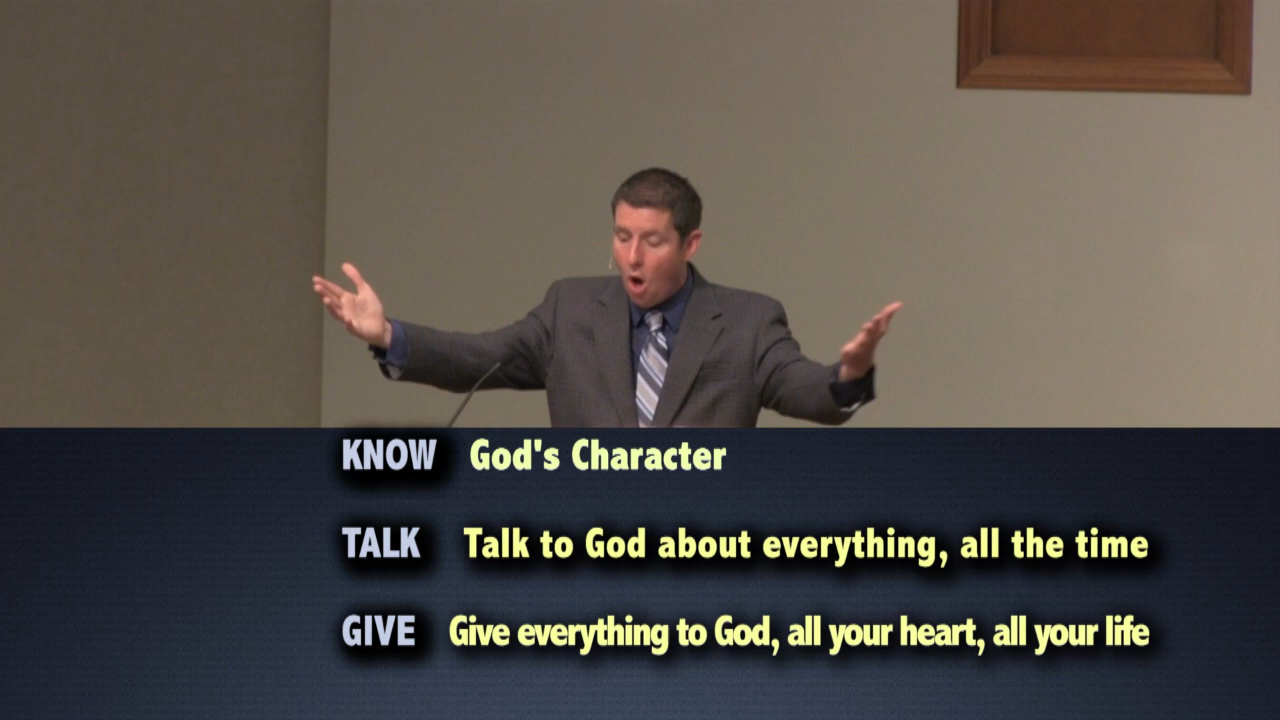 KNOW God's Character
TALK Talk to God about everything, all the time
GIVE Give everything to God, all your heart, all your life